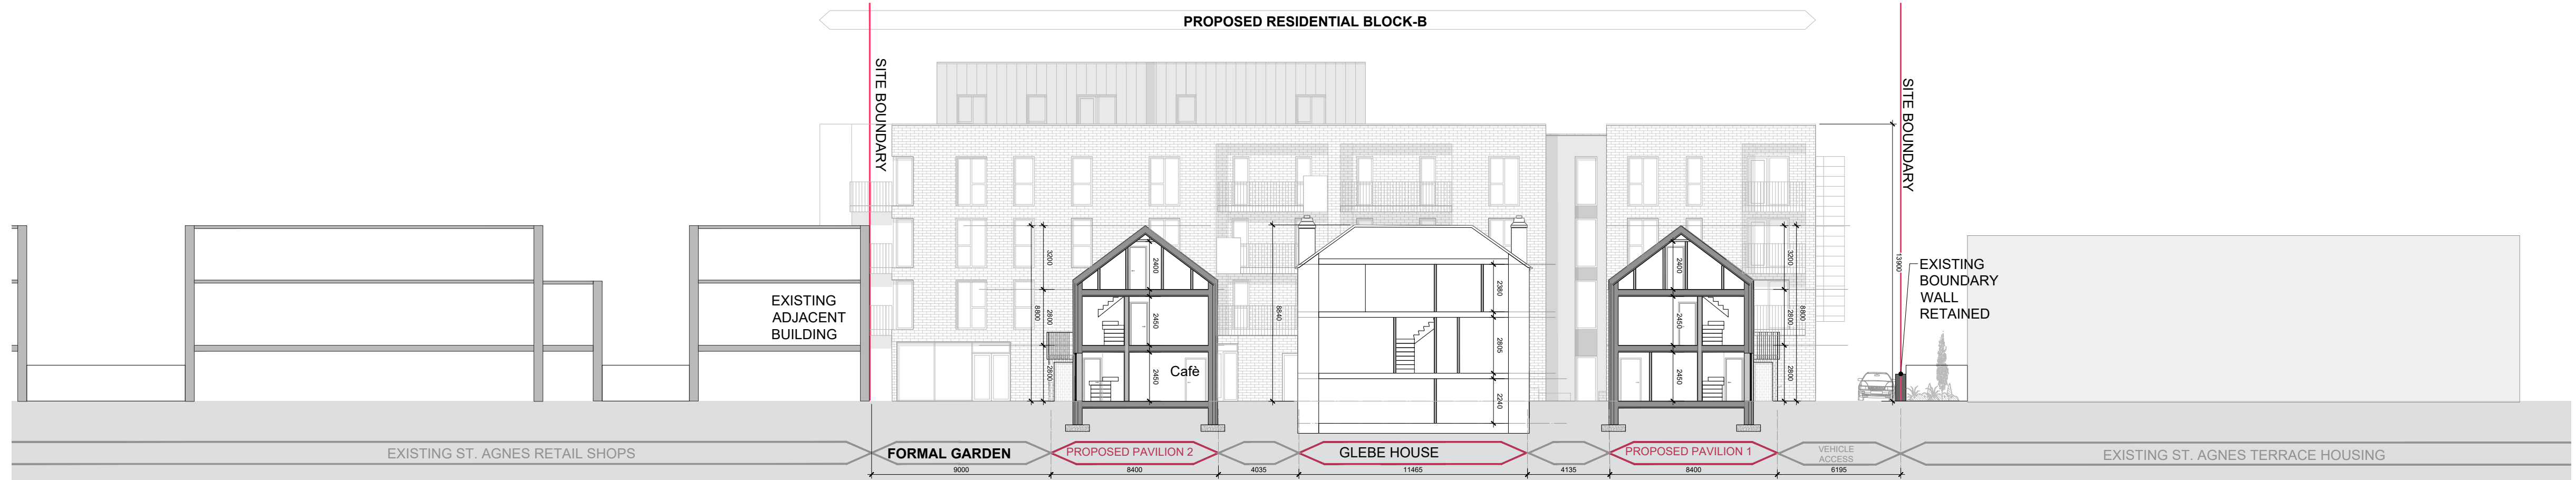 PROPOSED RESIDENTIAL BLOCK-B
SITE BOUNDARY
SITE BOUNDARY
EXISTING
ADJACENT
BUILDING
3200
8800
2800
2800
2400
2450
2450
Cafè
8840
2380
2805
2240
2400
2450
2450
3200
2800
8800
2800
13900
EXISTING
BOUNDARY
WALL
RETAINED
EXISTING ST. AGNES RETAIL SHOPS
FORMAL GARDEN
PROPOSED PAVILION 2
GLEBE HOUSE
PROPOSED PAVILION 1
VEHICLE
ACCESS
EXISTING ST. AGNES TERRACE HOUSING
9000
8400
4035
11465
4135
8400
6195